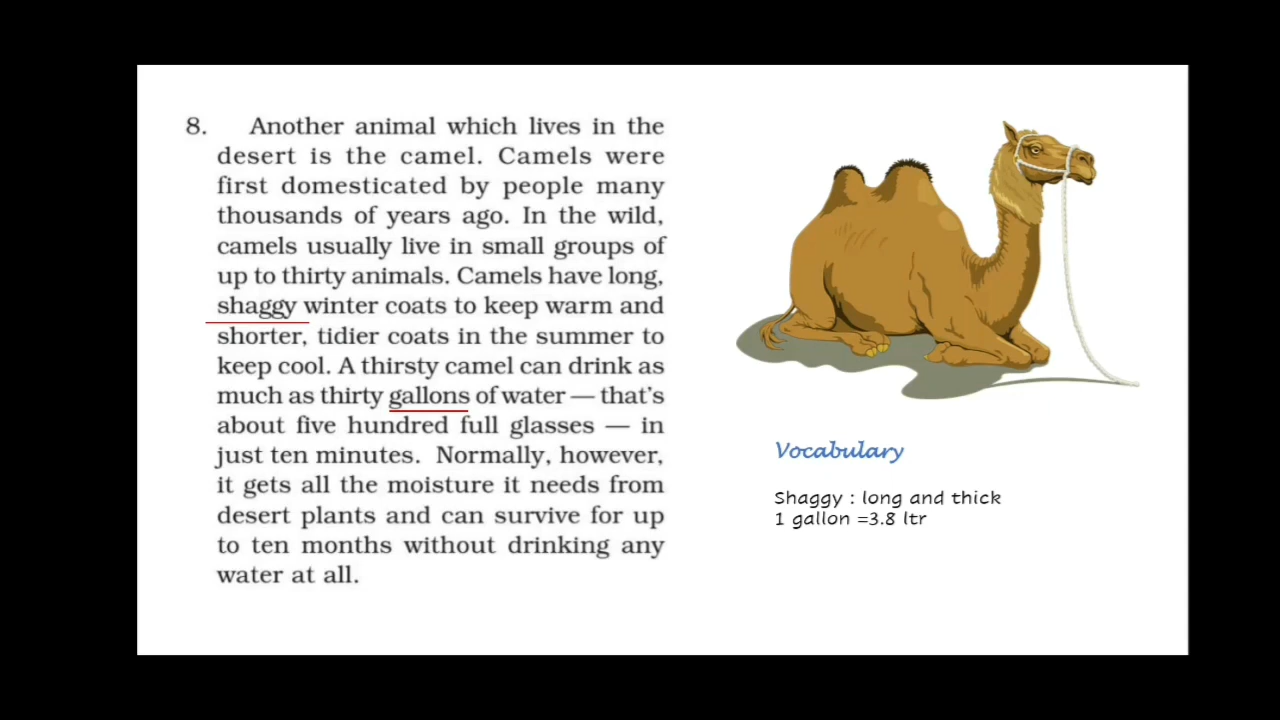 8. Another animal which lives in the
desert is the camel. Camels were
first domesticated by people many
thousands of years ago. In the wild,
camels usually live in small groups of
up to thirty animals. Camels have long,
shaggy winter coats to keep warm and
shorter, tidier coats in the summer to
keep cool. A thirsty camel can drink as
much as thirty gallons of water — that's
about five hundred full glasses — in
just ten minutes. Normally, however,
it gets all the moisture it needs from
desert plants and can survive for up
to ten months without drinking any
water at all.
Vocabulary
Shaggy : long and thick
1 gallon =3.8 ltr